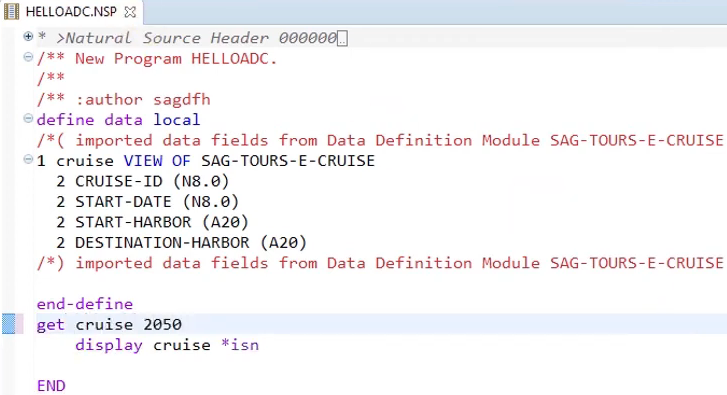 HELLOADC.NSP
* >Natural Source Header 000000..
/** New Program HELLOADC.
/**
/** :author sagdfh
define data local
/*( imported data fields from Data Definition Module SAG-TOURS-E-CRUISE
1 cruise VIEW OF SAG-TOURS-E-CRUISE
2 CRUISE-ID (N8.0)
2 START-DATE (N8.0)
2 START-HARBOR (A20)
2 DESTINATION-HARBOR (A20)
/*) imported data fields from Data Definition Module SAG-TOURS-E-CRUISE
end-define
get cruise 2050
display cruise *isn
END